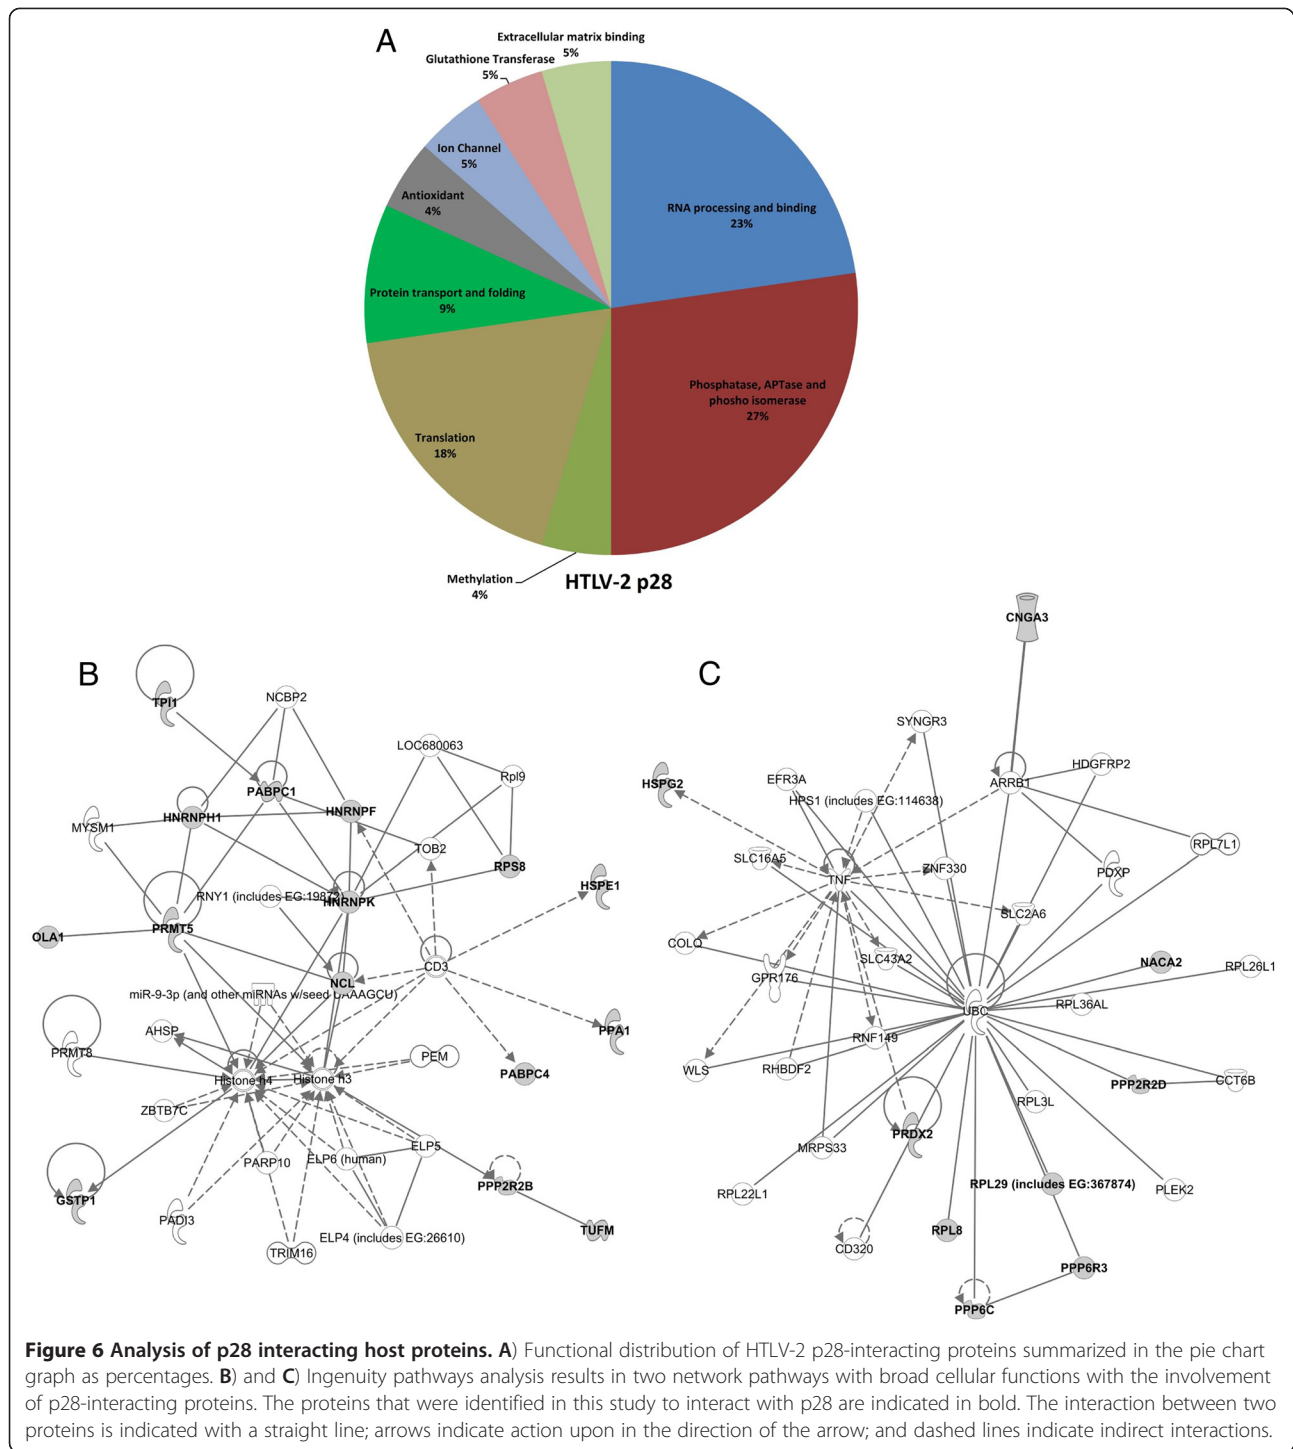 A
Extracellular matrix binding
5%
Glutathione Transferase
5%
Ion Channel
5%
Antioxidant
4%
RNA processing and binding
23%
Protein transport and folding
9%
Phosphatase, APTase and
phosho isomerase
27%
Translation
18%
Methylation
4%
HTLV-2 p28
B
TPI1
NCBP2
LOC680063
Rpl9
PABPC1
HNRNPH1
HNRNPF
MYSM1
TOB2
RPS8
RNY1 (includes EG:19872)
HNRNPK
HSPE1
PRMT5
OLA1
CD3
NCL
miR-9-3p (and other miRNAs w/seed UAAAGCU)
AHSP
PRMT8
PPA1
PEM
PABPC4
Histone h4
Histone h3
ZBTB7C
ELP5
PARP10
ELP6 (human)
GSTP1
PPP2R2B
PADI3
TUFM
ELP4 (includes EG:26610)
TRIM16
C
CNGA3
SYNGR3
HSPG2
EFR3A
ARRB1
HDGFRP2
HPS1 (includes EG:114638)
RPL7L1
SLC16A5
ZNF330
PDXP
TNF
SLC2A6
COLQ
SLC43A2
NACA2
RPL26L1
GPR176
RPL36AL
UBC
RNF149
WLS
RHBDF2
PPP2R2D
CCT6B
RPL3L
PRDX2
MRPS33
RPL29 (includes EG:367874)
PLEK2
RPL22L1
RPL8
CD320
PPP6R3
PPP6C
Figure 6 Analysis of p28 interacting host proteins. A) Functional distribution of HTLV-2 p28-interacting proteins summarized in the pie chart
graph as percentages. B) and C) Ingenuity pathways analysis results in two network pathways with broad cellular functions with the involvement
of p28-interacting proteins. The proteins that were identified in this study to interact with p28 are indicated in bold. The interaction between two
proteins is indicated with a straight line; arrows indicate action upon in the direction of the arrow; and dashed lines indicate indirect interactions.